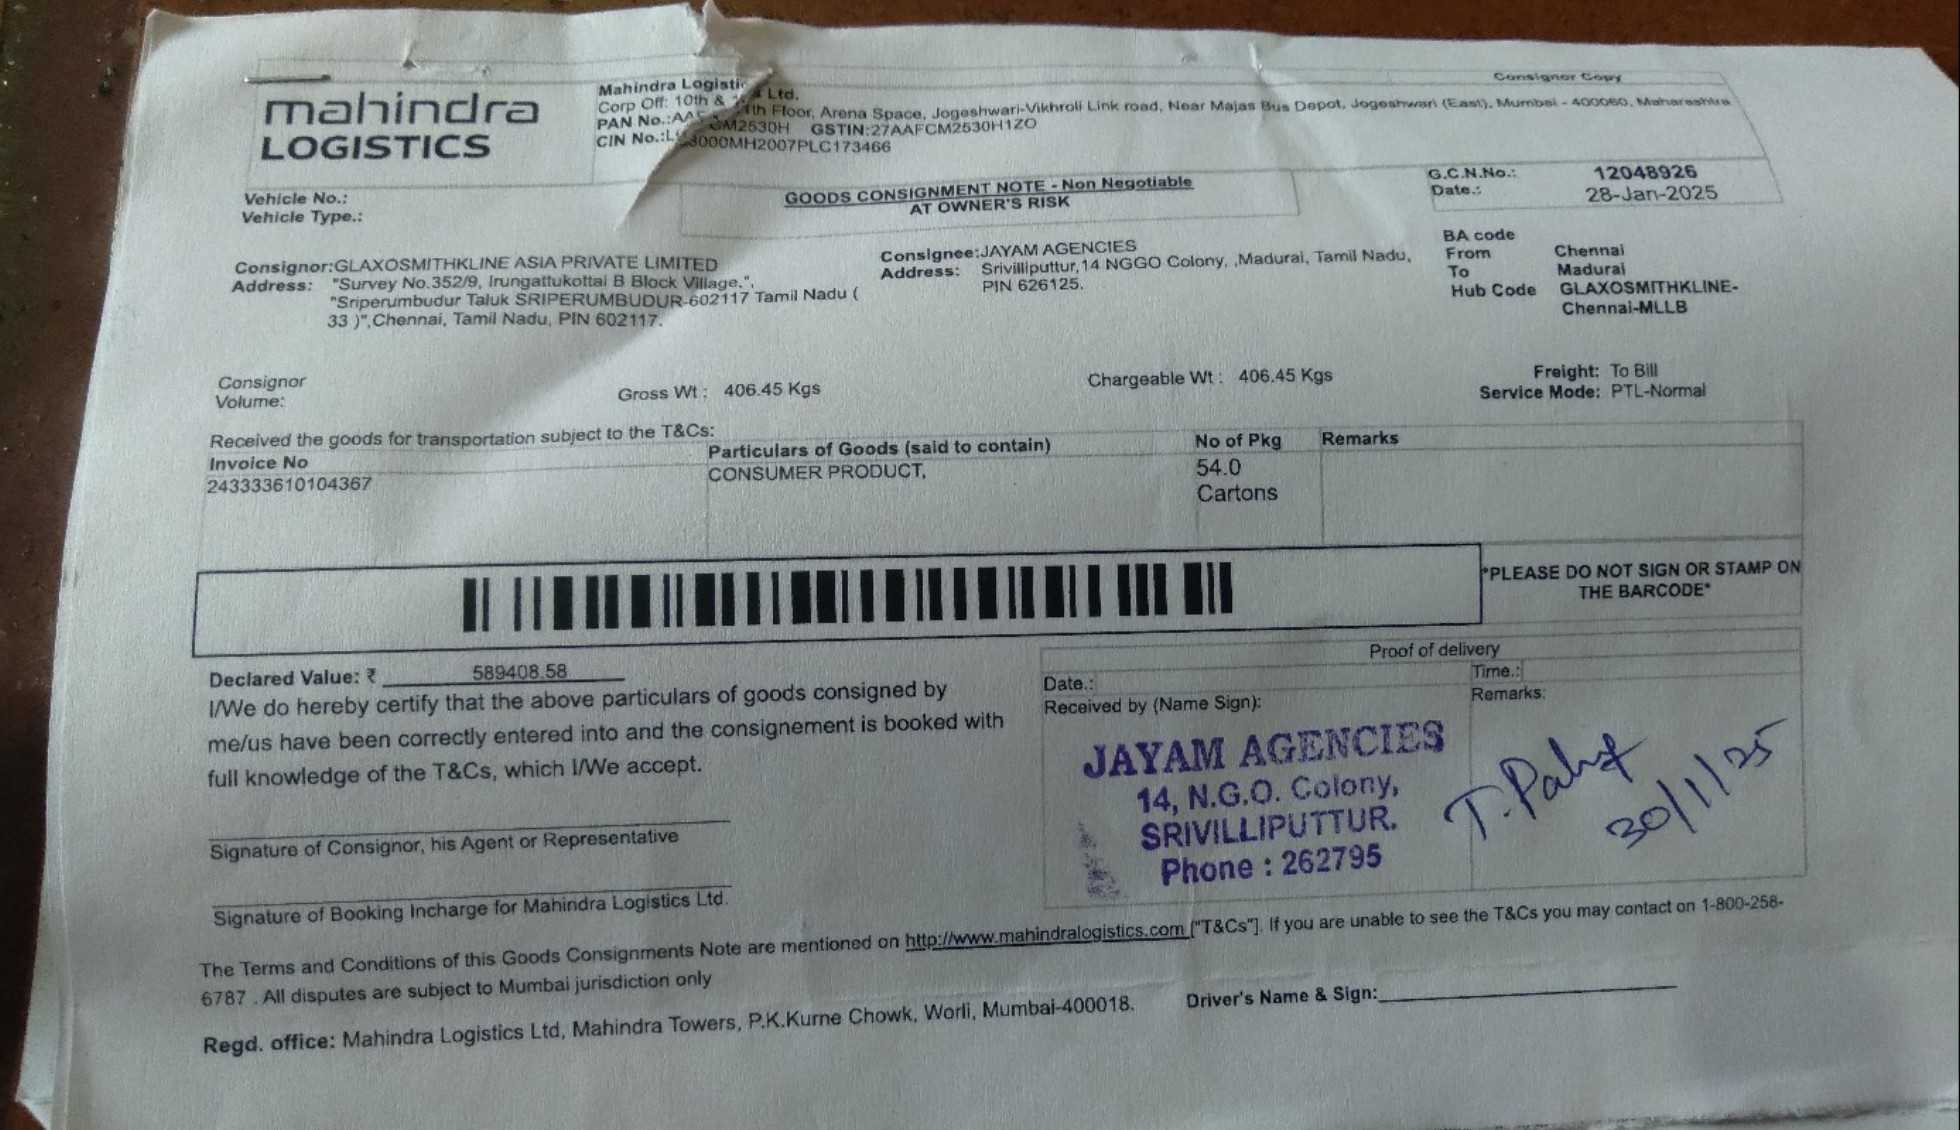 Consignor Copy
mahindra
LOGISTICS
Mahindra Logistic Ltd.
Corp Off: 10th & 11th Floor, Arena Space, Jogeshwari-Vikhroli Link road, Near Majas Bus Depot, Jogeshwari (East), Mumbai - 400060, Maharashtra
PAN No.: CM2530H GSTIN:27AAFCM2530H1ZO
CIN No.: 3000MH2007PLC173466
Vehicle No.:
Vehicle Type.:
GOODS CONSIGNMENT NOTE - Non Negotiable
AT OWNER'S RISK
G.C.N.No.: 12048926
Date.: 28-Jan-2025
Consignor:GLAXOSMITHKLINE ASIA PRIVATE LIMITED
Address: "Survey No.352/9, Irungattukottai B Block Village,",
"Sriperumbudur Taluk SRIPERUMBUDUR-602117 Tamil Nadu (
33 )",Chennai, Tamil Nadu, PIN 602117.
Consignee:JAYAM AGENCIES
Address: Srivilliputtur,14 NGGO Colony, ,Madurai, Tamil Nadu,
PIN 626125.
BA code
From Chennai
To Madurai
Hub Code GLAXOSMITHKLINE-
Chennai-MLLB
Consignor
Volume:
Gross Wt : 406.45 Kgs
Chargeable Wt : 406.45 Kgs
Freight: To Bill
Service Mode: PTL-Normal
Received the goods for transportation subject to the T&Cs:
Invoice No Particulars of Goods (said to contain) No of Pkg Remarks
243333610104367 CONSUMER PRODUCT, 54.0
Cartons
*PLEASE DO NOT SIGN OR STAMP ON
THE BARCODE*
Declared Value: ₹ 589408.58
I/We do hereby certify that the above particulars of goods consigned by
me/us have been correctly entered into and the consignement is booked with
full knowledge of the T&Cs, which I/We accept.
Signature of Consignor, his Agent or Representative
Signature of Booking Incharge for Mahindra Logistics Ltd.
Proof of delivery
Date.: Time.:
Received by (Name Sign): Remarks:
JAYAM AGENCIES
14, N.G.O. Colony,
SRIVILLIPUTTUR.
Phone : 262795
30/1/25
The Terms and Conditions of this Goods Consignments Note are mentioned on http://www.mahindralogistics.com ["T&Cs"]. If you are unable to see the T&Cs you may contact on 1-800-258-
6787 . All disputes are subject to Mumbai jurisdiction only
Regd. office: Mahindra Logistics Ltd, Mahindra Towers, P.K.Kurne Chowk, Worli, Mumbai-400018.
Driver's Name & Sign: